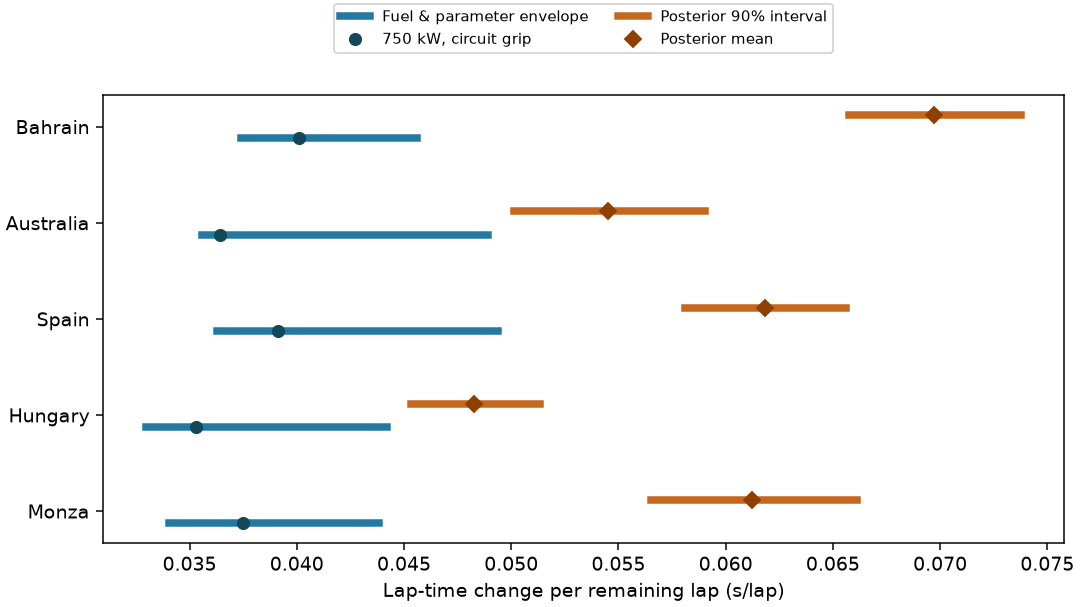 Fuel & parameter envelope
750 kW, circuit grip
Posterior 90% interval
Posterior mean
Bahrain
Australia
Spain
Hungary
Monza
0.035 0.040 0.045 0.050 0.055 0.060 0.065 0.070 0.075
Lap-time change per remaining lap (s/lap)